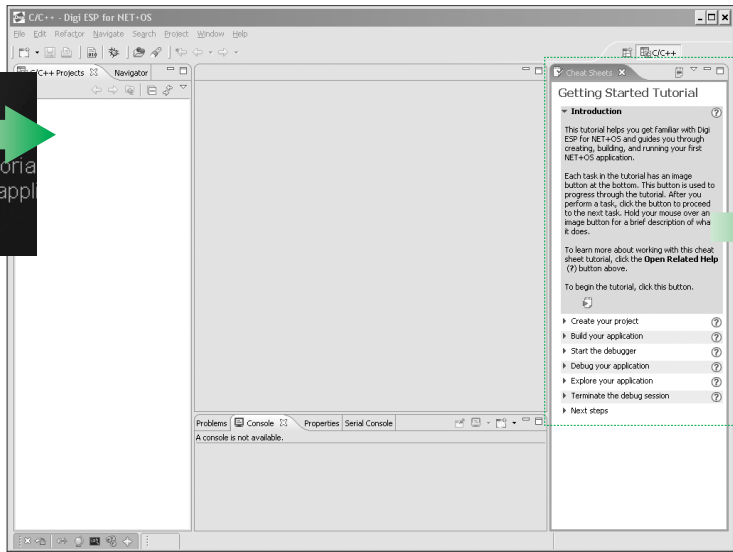 C/C++ - Digi ESP for NET+OS
File Edit Refactor Navigate Search Project Window Help
C/C++
C/C++ Projects Navigator
Cheat Sheets
oria
appli
Getting Started Tutorial
Introduction
This tutorial helps you get familiar with Digi
ESP for NET+OS and guides you through
creating, building, and running your first
NET+OS application.
Each task in the tutorial has an image
button at the bottom. This button is used to
progress through the tutorial. After you
perform a task, click the button to proceed
to the next task. Hold your mouse over an
image button for a brief description of wha
it does.
To learn more about working with this cheat
sheet tutorial, click the Open Related Help
(?) button above.
To begin the tutorial, click this button.
Create your project
Build your application
Start the debugger
Debug your application
Explore your application
Terminate the debug session
Next steps
Problems Console Properties Serial Console
A console is not available.